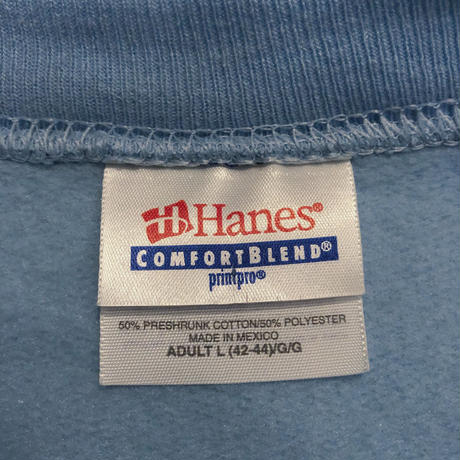 Hanes®
COMFORTBLEND®
printpro®
50% PRESHRUNK COTTON/50% POLYESTER
MADE IN MEXICO
ADULT L (42-44)/G/G